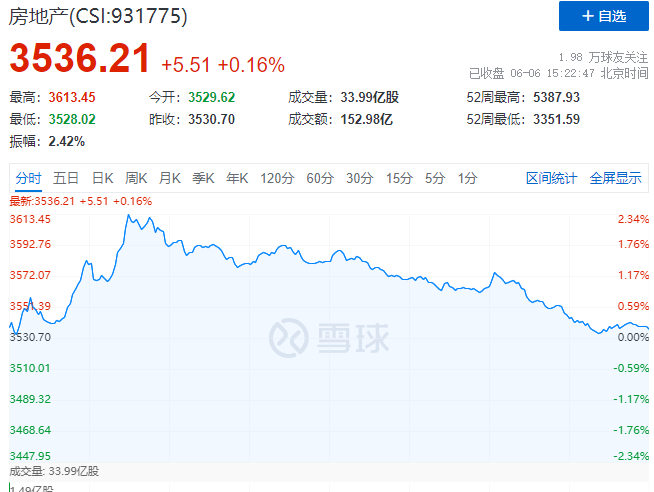 房地产(CSI:931775)
+ 自选
3536.21 +5.51 +0.16%
1.98 万球友关注
已收盘 06-06 15:22:47 北京时间
最高: 3613.45 今开: 3529.62 成交量: 33.99亿股 52周最高: 5387.93
最低: 3528.02 昨收: 3530.70 成交额: 152.98亿 52周最低: 3351.59
振幅: 2.42%
分时 五日 日K 周K 月K 季K 年K 120分 60分 30分 15分 5分 1分 区间统计 全屏显示
最新:3536.21 +5.51 +0.16%
3613.45 2.34%
3592.76 1.76%
3572.07 1.17%
3551.39 0.59%
3530.70 0.00%
雪球
3510.01 -0.59%
3489.32 -1.17%
3468.64 -1.76%
3447.95 -2.34%
成交量: 33.99亿股
1.49亿股